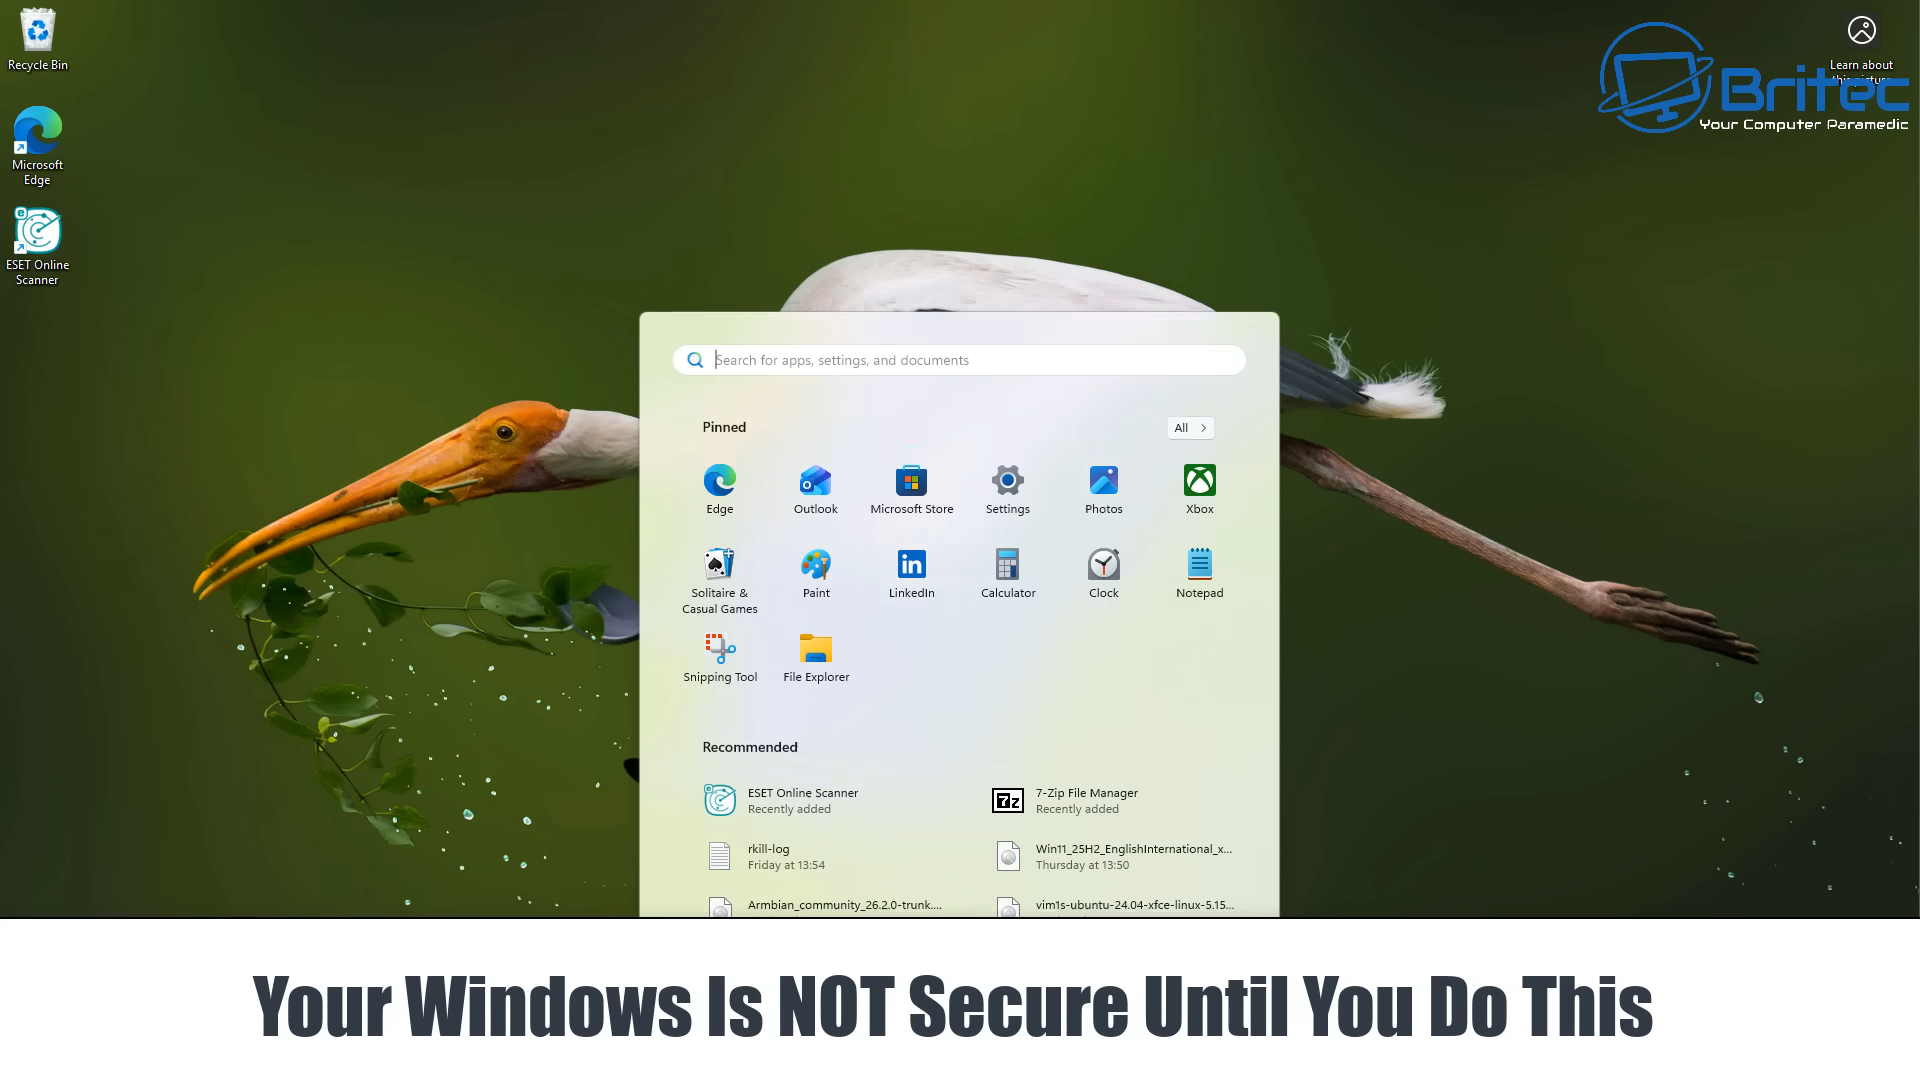 Recycle Bin
Microsoft
Edge
ESET Online
Scanner
Learn about
this picture
Britec
Your Computer Paramedic
Search for apps, settings, and documents
Pinned
All
Edge
Outlook
Microsoft Store
Settings
Photos
Xbox
Solitaire &
Casual Games
Paint
LinkedIn
Calculator
Clock
Notepad
Snipping Tool
File Explorer
Recommended
ESET Online Scanner
Recently added
7-Zip File Manager
Recently added
rkill-log
Friday at 13:54
Win11_25H2_EnglishInternational_x...
Thursday at 13:50
Armbian_community_26.2.0-trunk....
vim1s-ubuntu-24.04-xfce-linux-5.15...
Your Windows Is NOT Secure Until You Do This